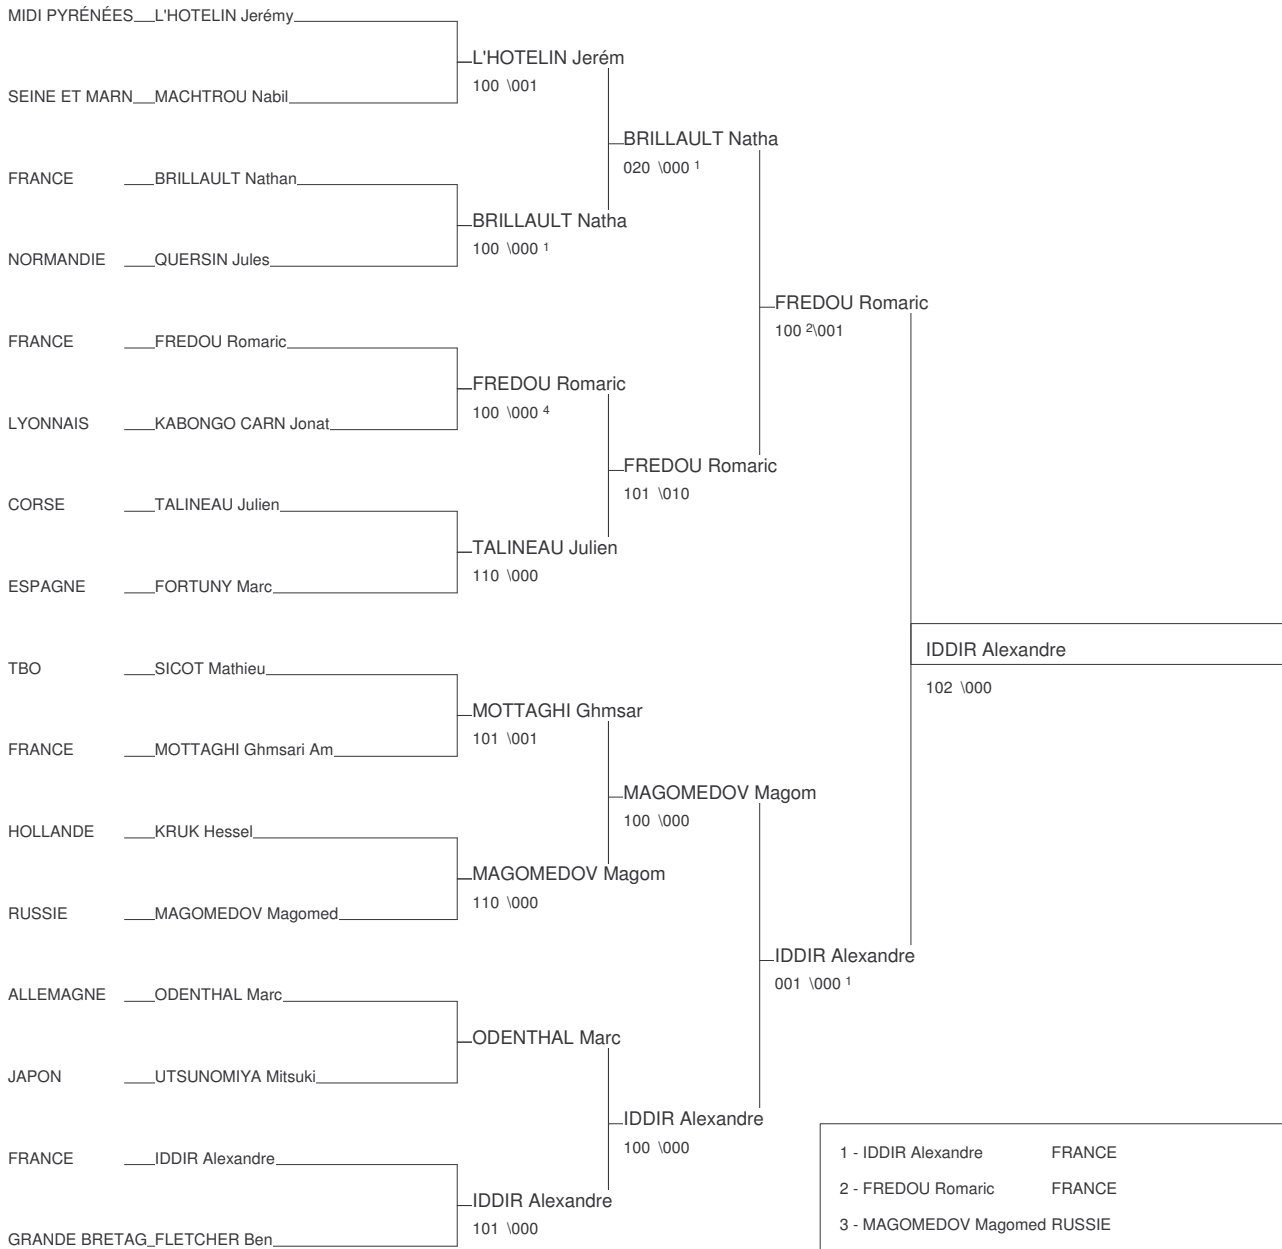 MIDI PYRÉNÉES L'HOTELIN Jerémy
L'HOTELIN Jerém
100 \001
SEINE ET MARN MACHTROU Nabil
BRILLAULT Natha
020 \000 1
FRANCE BRILLAULT Nathan
BRILLAULT Natha
100 \000 1
NORMANDIE QUERSIN Jules
FREDOU Romaric
100 2\001
FRANCE FREDOU Romaric
FREDOU Romaric
100 \000 4
LYONNAIS KABONGO CARN Jonat
FREDOU Romaric
101 \010
CORSE TALINEAU Julien
TALINEAU Julien
110 \000
ESPAGNE FORTUNY Marc
IDDIR Alexandre
102 \000
TBO SICOT Mathieu
MOTTAGHI Ghmsar
101 \001
FRANCE MOTTAGHI Ghmsari Am
MAGOMEDOV Magom
100 \000
HOLLANDE KRUK Hessel
MAGOMEDOV Magom
110 \000
RUSSIE MAGOMEDOV Magomed
IDDIR Alexandre
001 \000 1
ALLEMAGNE ODENTHAL Marc
ODENTHAL Marc
JAPON UTSUNOMIYA Mitsuki
IDDIR Alexandre
100 \000
FRANCE IDDIR Alexandre
IDDIR Alexandre
101 \000
GRANDE BRETAG FLETCHER Ben
1 - IDDIR Alexandre FRANCE
2 - FREDOU Romaric FRANCE
3 - MAGOMEDOV Magomed RUSSIE